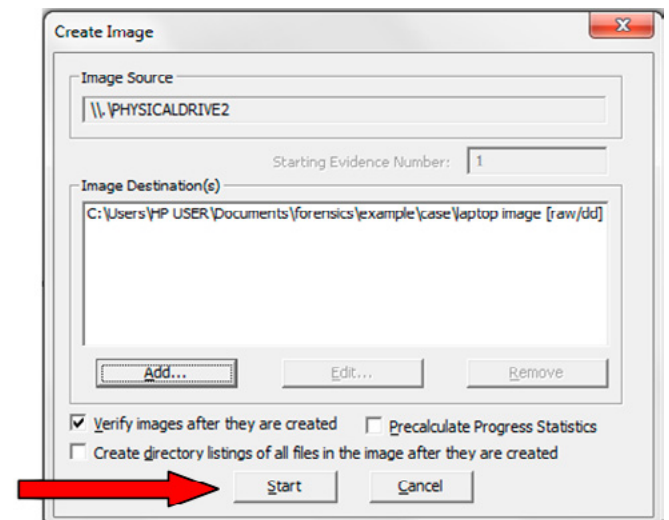 Create Image
Image Source
\\.\PHYSICALDRIVE2
Starting Evidence Number: 1
Image Destination(s)
C:\Users\HP USER\Documents\forensics\example\case\laptop image [raw/dd]
Add... Edit... Remove
Verify images after they are created Precalculate Progress Statistics
Create directory listings of all files in the image after they are created
Start Cancel